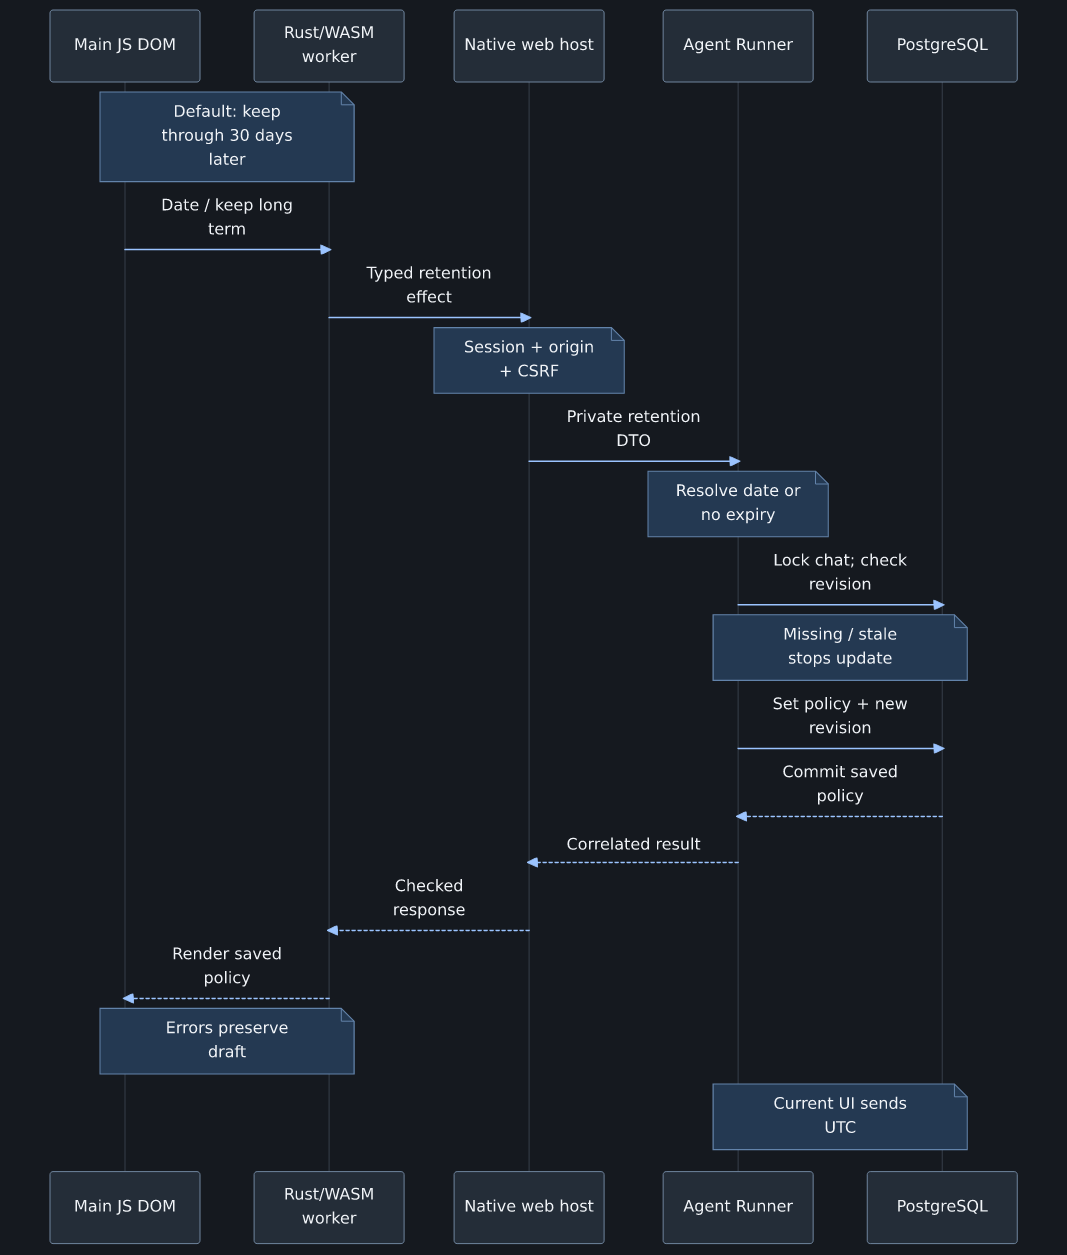 Main JS DOM
Rust/WASM
worker
Native web host
Agent Runner
PostgreSQL
Default: keep
through 30 days
later
Date / keep long
term
Typed retention
effect
Session + origin
+ CSRF
Private retention
DTO
Resolve date or
no expiry
Lock chat; check
revision
Missing / stale
stops update
Set policy + new
revision
Commit saved
policy
Correlated result
Checked
response
Render saved
policy
Errors preserve
draft
Current UI sends
UTC
Main JS DOM
Rust/WASM
worker
Native web host
Agent Runner
PostgreSQL